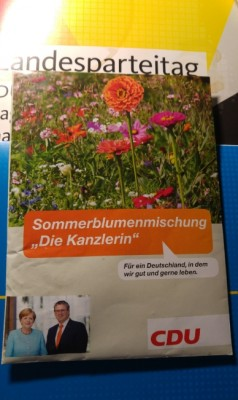 Landesparteitag
Sommerblumenmischung
„Die Kanzlerin“
Für ein Deutschland, in dem
wir gut und gerne leben.
CDU